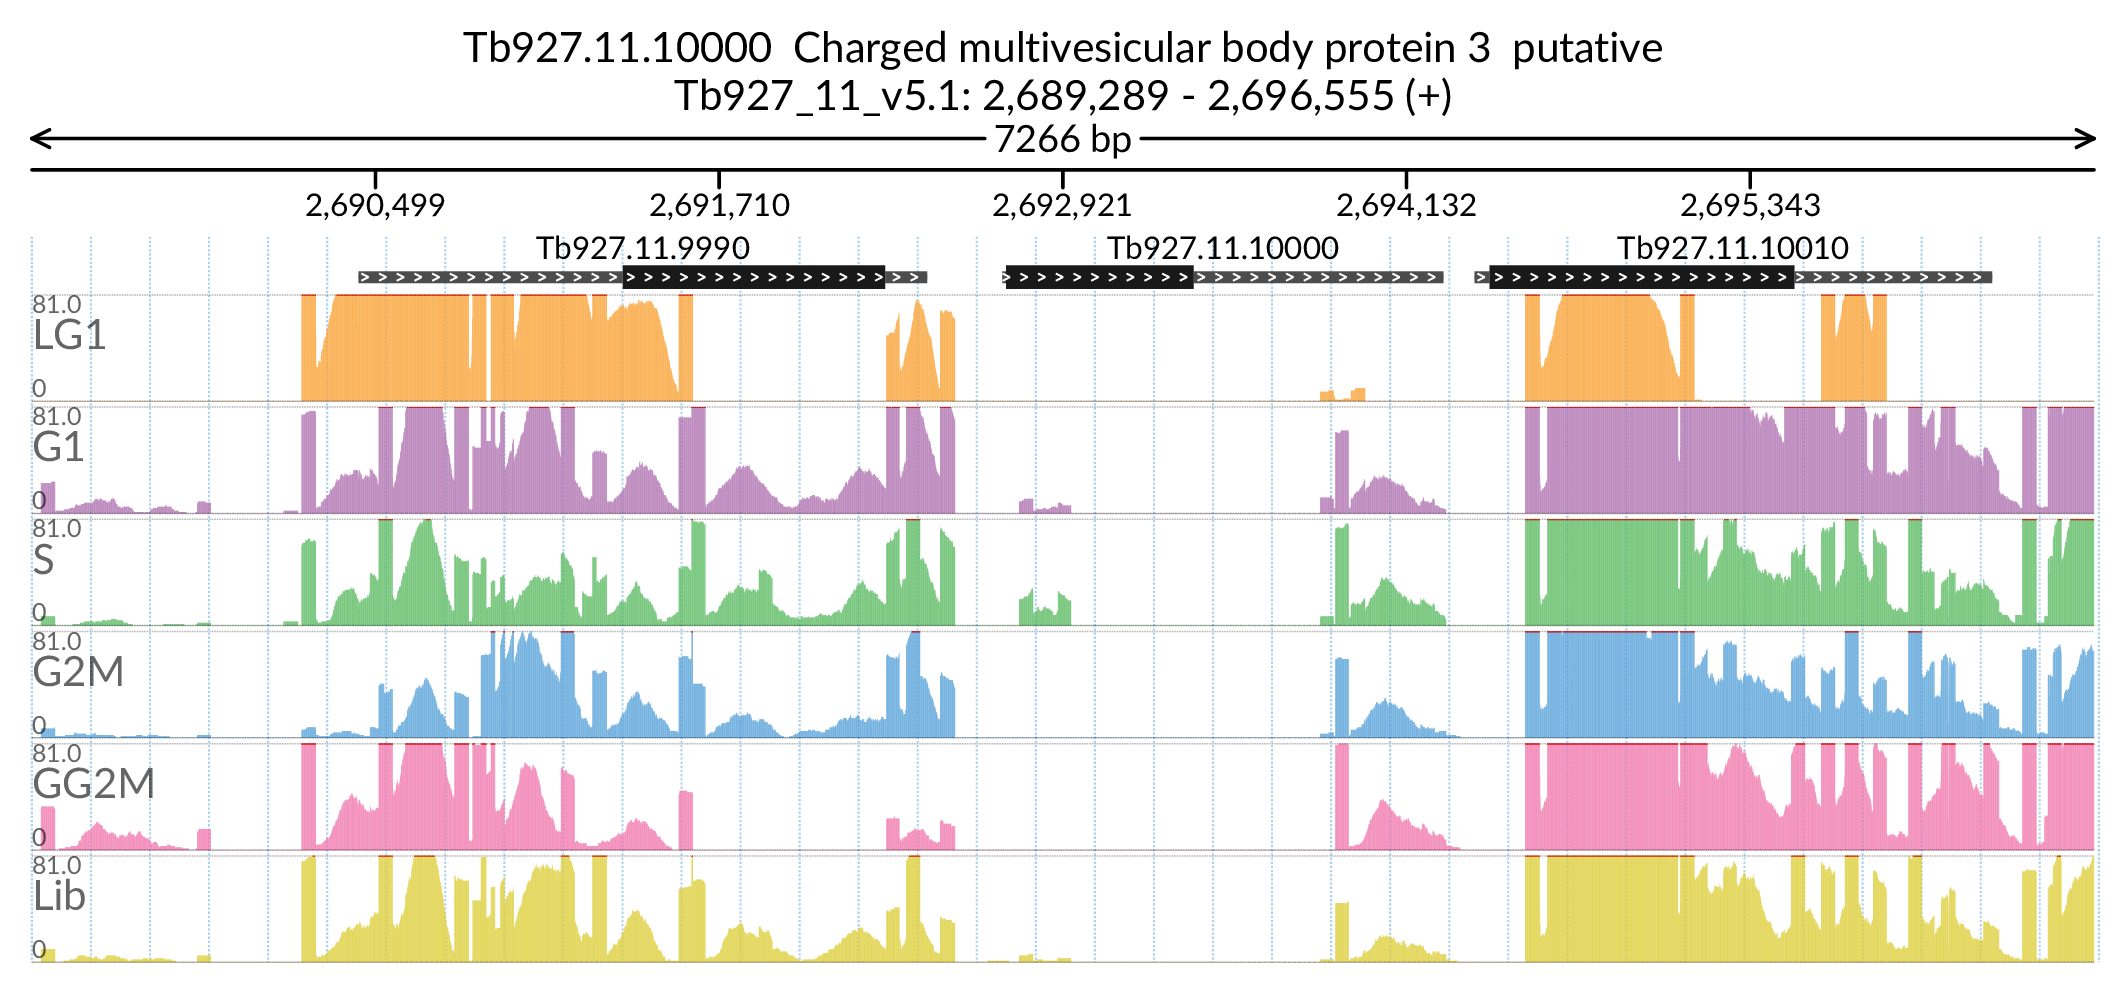 Tb927.11.10000  Charged multivesicular body protein 3  putative
Tb927_11_v5.1: 2,689,289 - 2,696,555 (+)
7266 bp
2,690,499 2,691,710 2,692,921 2,694,132 2,695,343
Tb927.11.9990 Tb927.11.10000 Tb927.11.10010
81.0
LG1
0
81.0
G1
0
81.0
S
0
81.0
G2M
0
81.0
GG2M
0
81.0
Lib
0